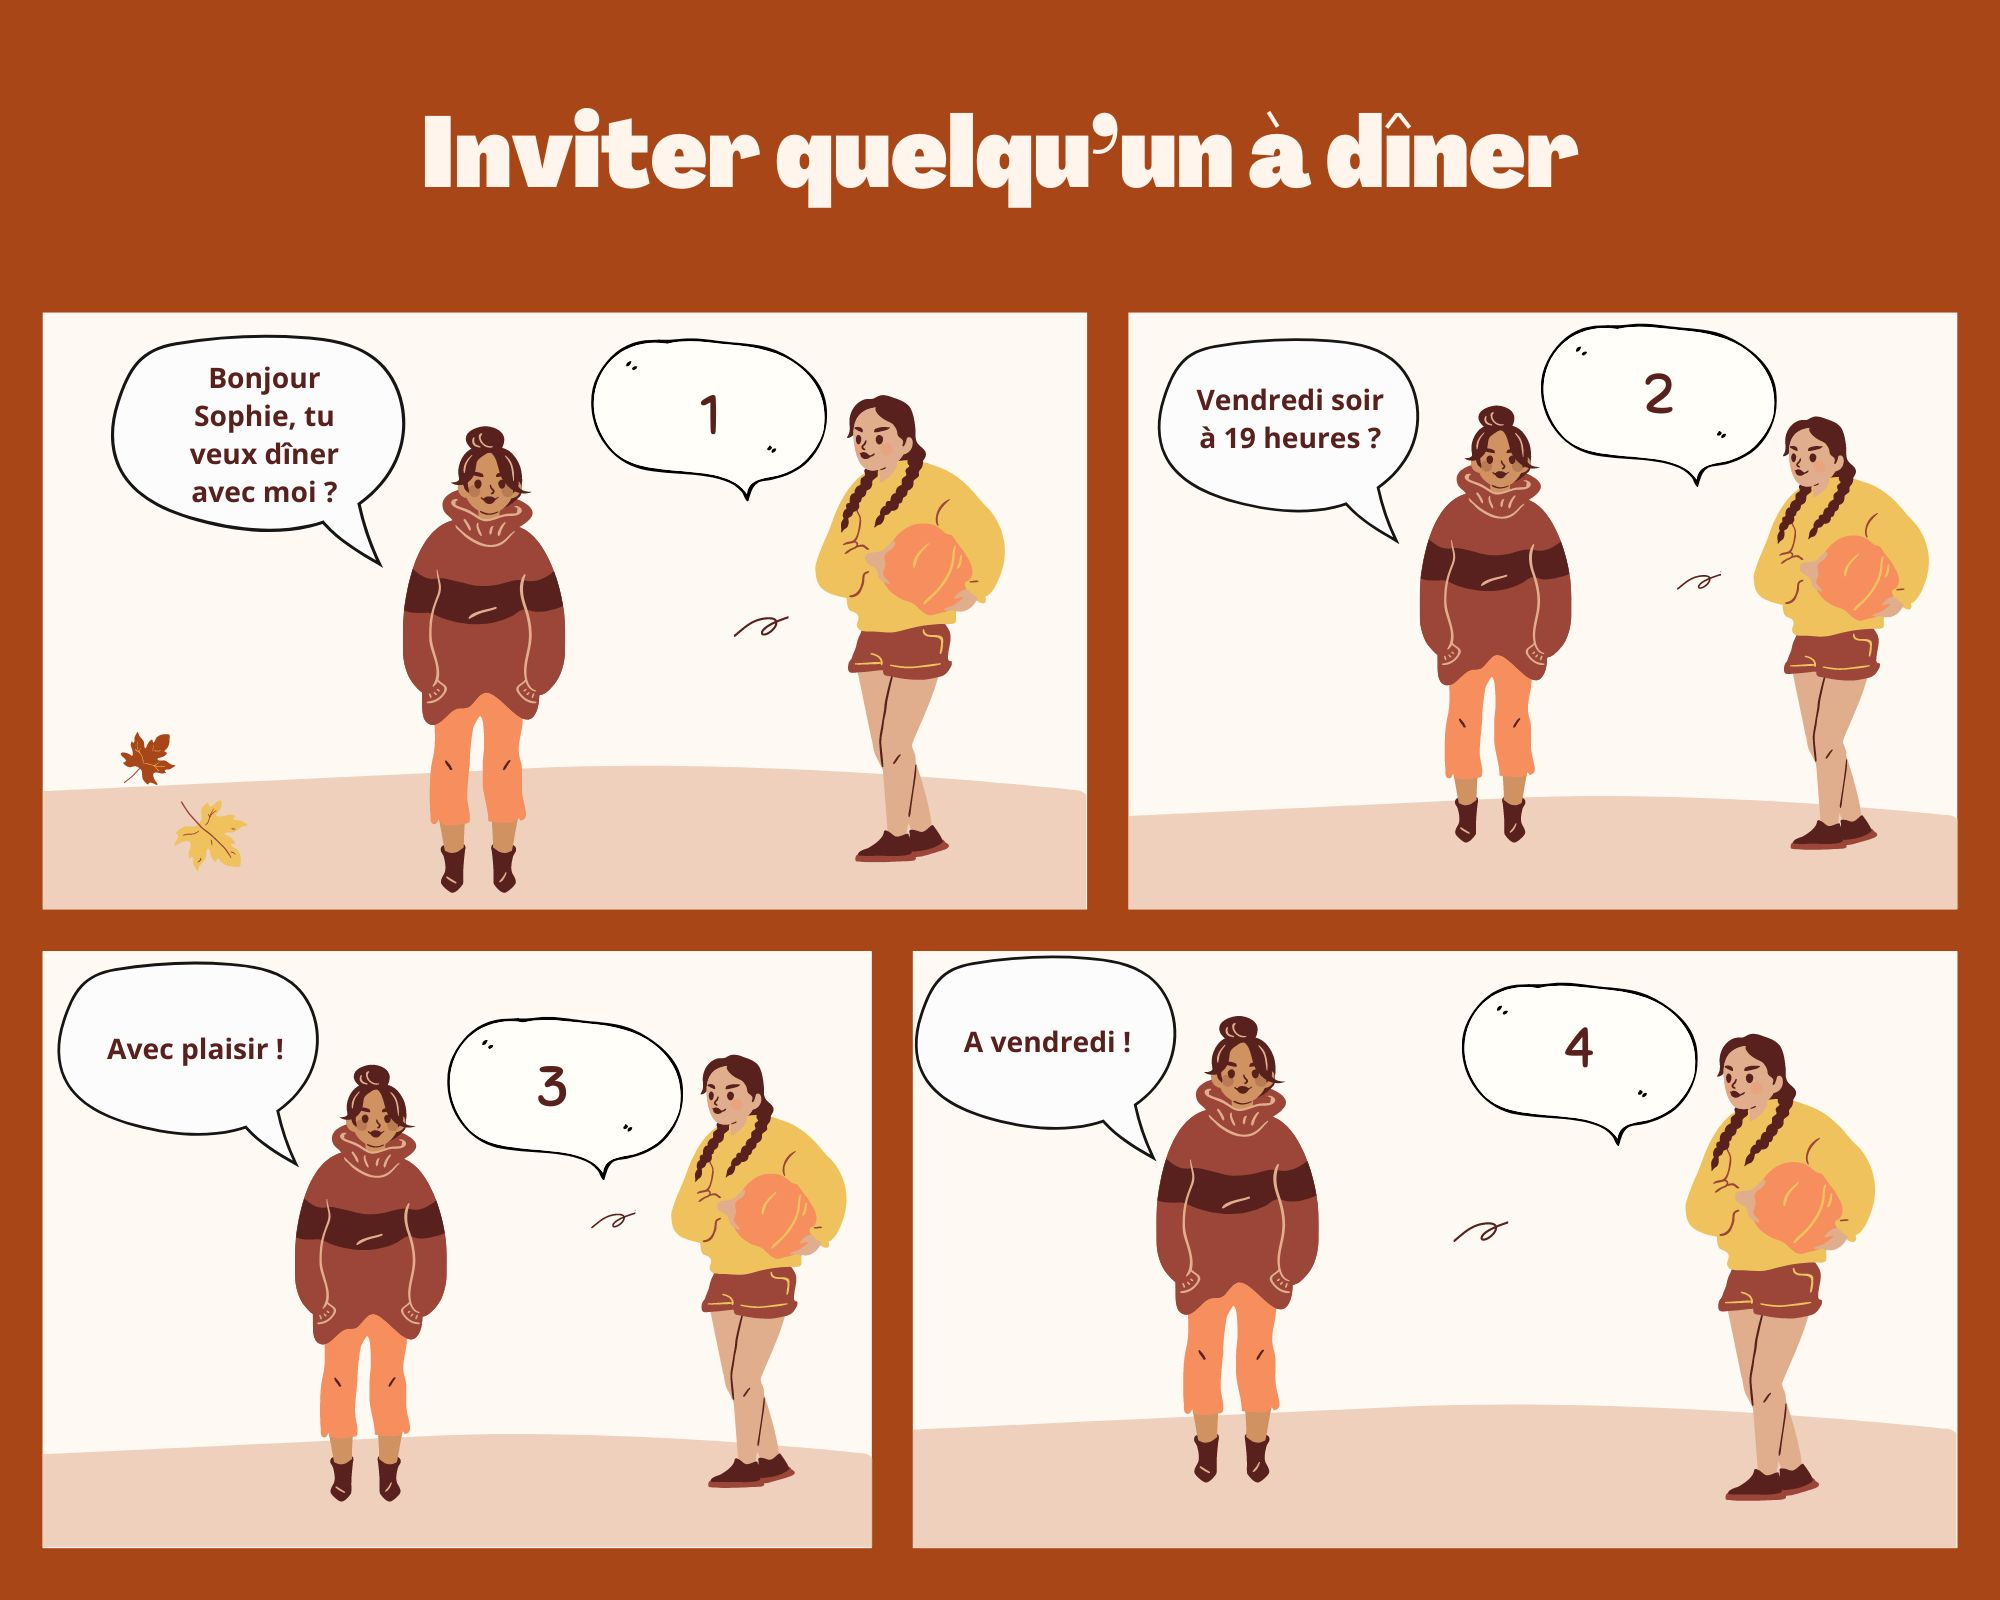 Inviter quelqu’un à dîner
Bonjour
Sophie, tu
veux dîner
avec moi ?
1
Vendredi soir
à 19 heures ?
2
Avec plaisir !
3
A vendredi !
4